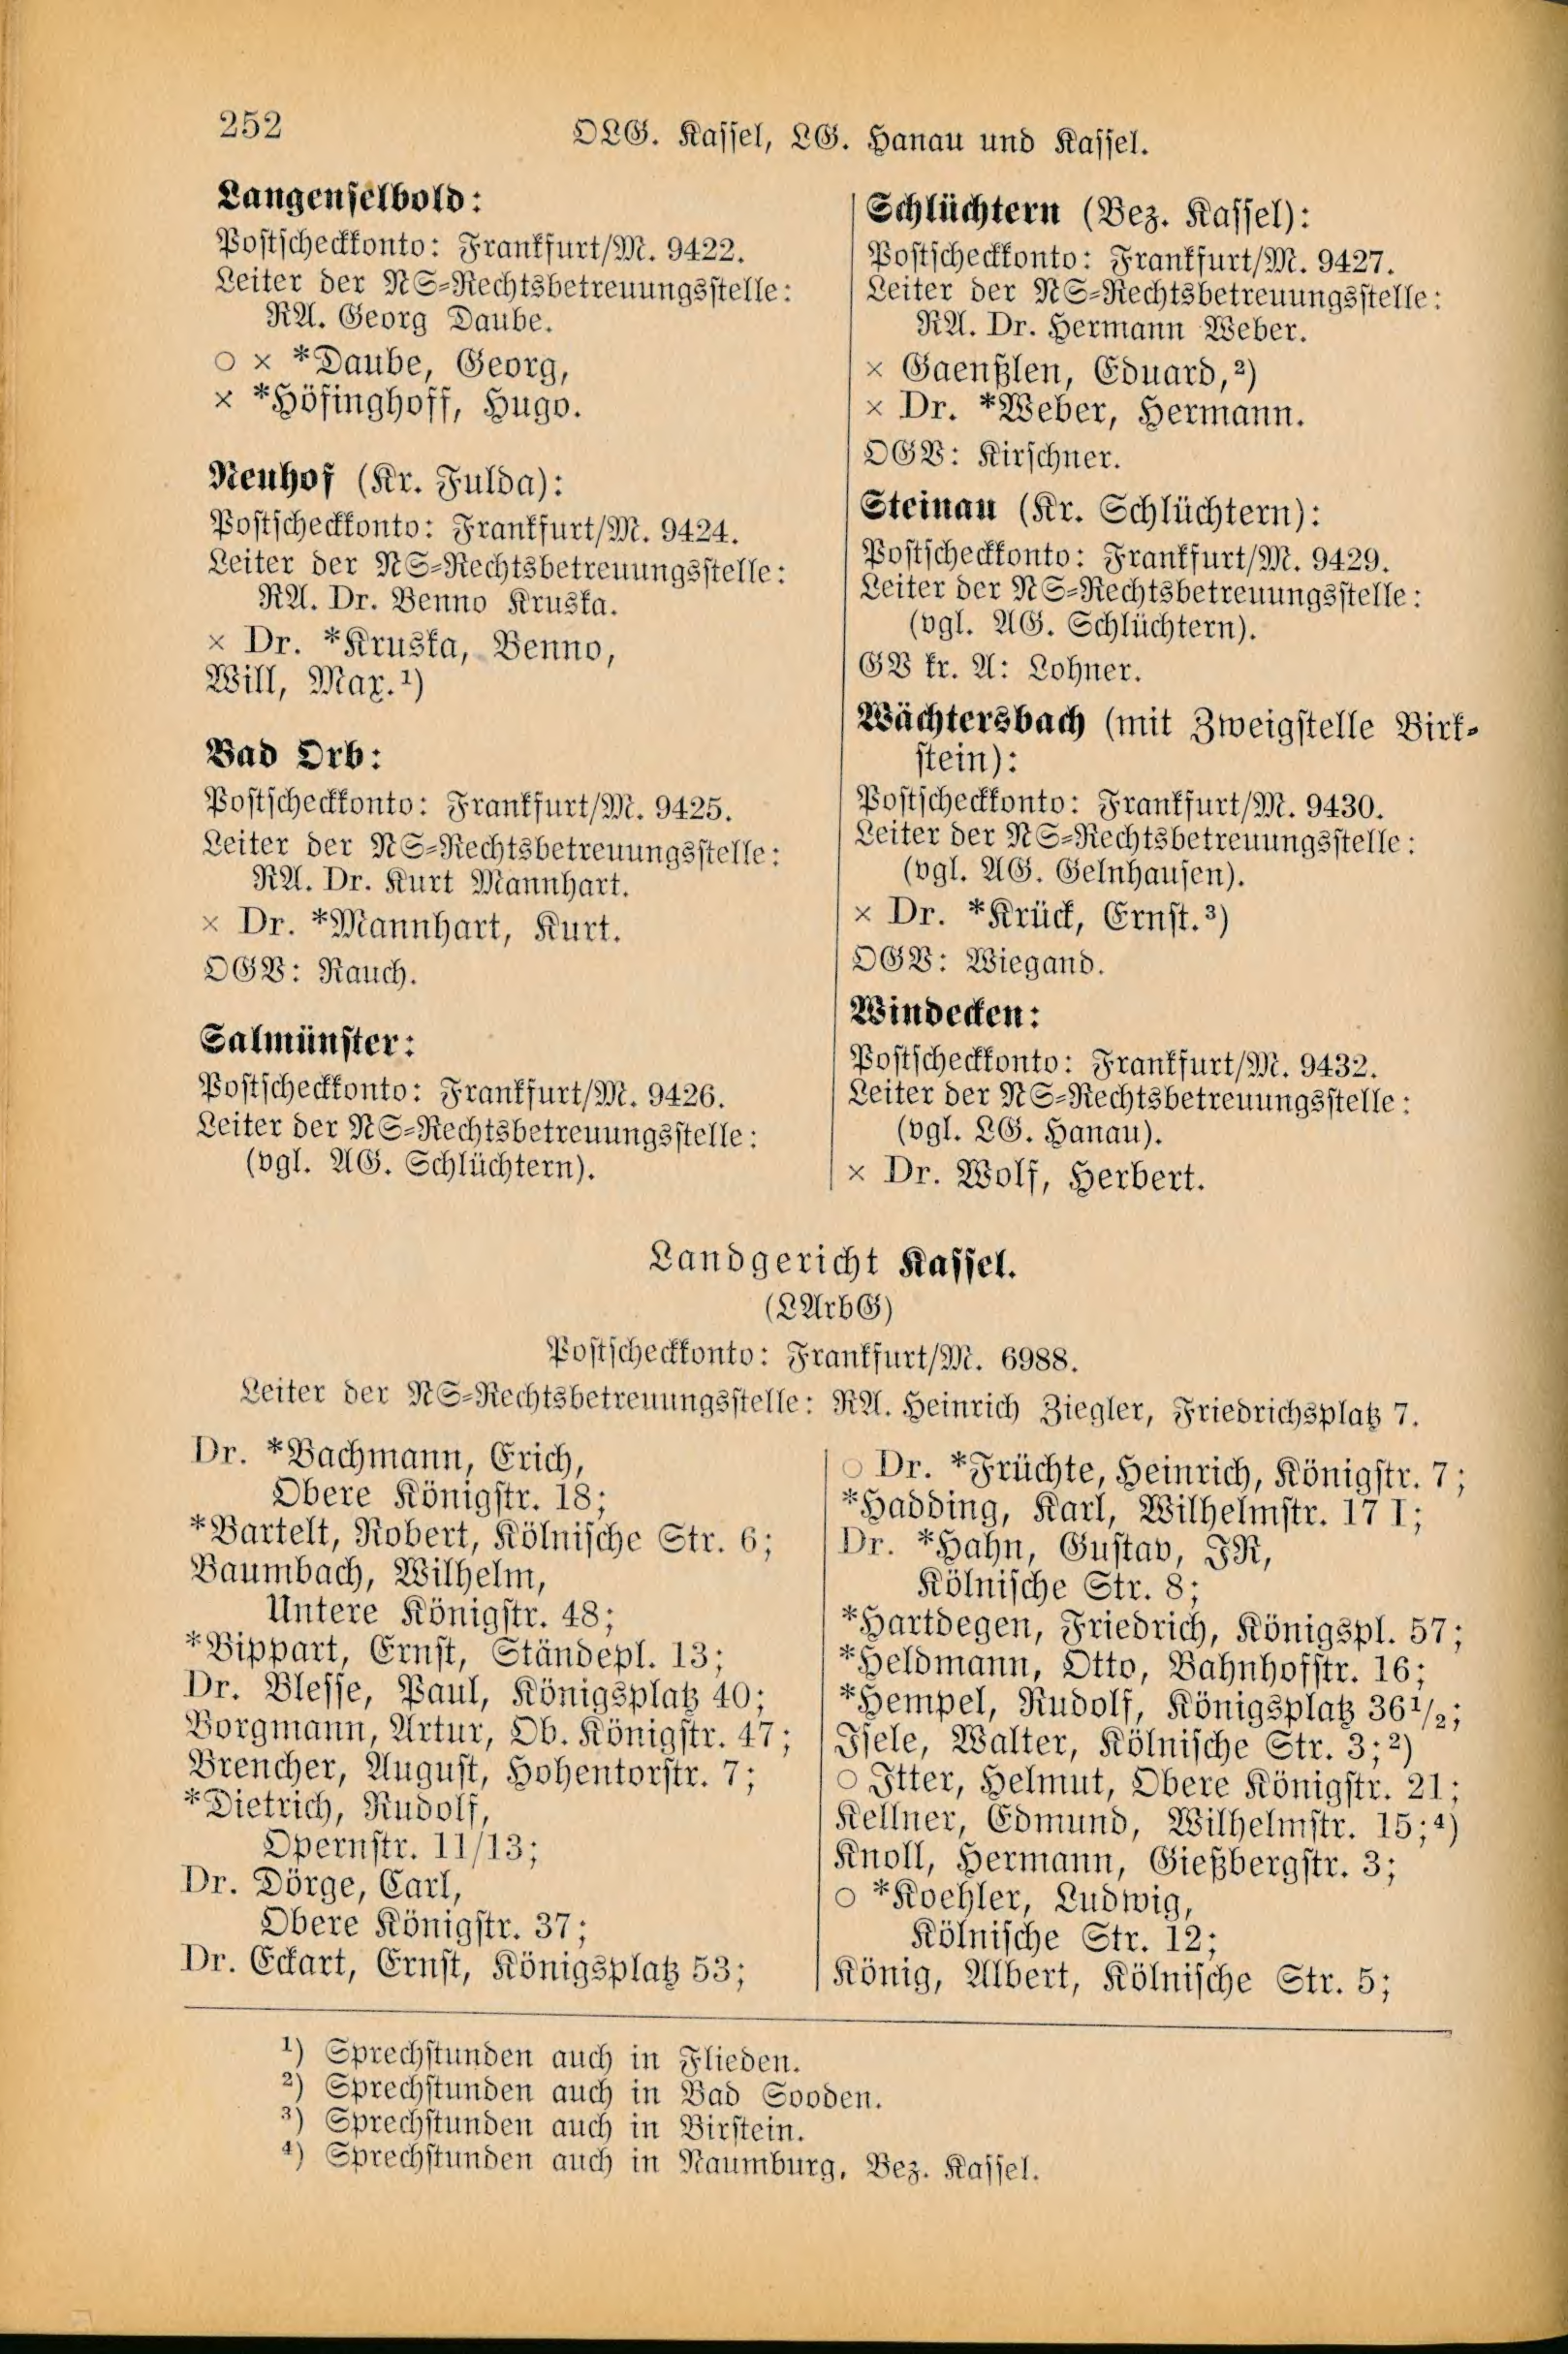 252
OLG. Kassel, LG. Hanau und Kassel.
Langenselbold:
Postscheckkonto: Frankfurt/M. 9422.
Leiter der NS-Rechtsbetreuungsstelle:
RA. Georg Daube.
○ × *Daube, Georg,
× *Höfinghoff, Hugo.
Neuhof (Kr. Fulda):
Postscheckkonto: Frankfurt/M. 9424.
Leiter der NS-Rechtsbetreuungsstelle:
RA. Dr. Benno Kruska.
× Dr. *Kruska, Benno,
Will, Max.¹)
Bad Orb:
Postscheckkonto: Frankfurt/M. 9425.
Leiter der NS-Rechtsbetreuungsstelle:
RA. Dr. Kurt Mannhart.
× Dr. *Mannhart, Kurt.
OGV: Rauch.
Salmünster:
Postscheckkonto: Frankfurt/M. 9426.
Leiter der NS-Rechtsbetreuungsstelle:
(vgl. AG. Schlüchtern).
Schlüchtern (Bez. Kassel):
Postscheckkonto: Frankfurt/M. 9427.
Leiter der NS-Rechtsbetreuungsstelle:
RA. Dr. Hermann Weber.
× Gaenßlen, Eduard,²)
× Dr. *Weber, Hermann.
OGV: Kirschner.
Steinau (Kr. Schlüchtern):
Postscheckkonto: Frankfurt/M. 9429.
Leiter der NS-Rechtsbetreuungsstelle:
(vgl. AG. Schlüchtern).
GV kr. A: Lohner.
Wächtersbach (mit Zweigstelle Birk-
stein):
Postscheckkonto: Frankfurt/M. 9430.
Leiter der NS-Rechtsbetreuungsstelle:
(vgl. AG. Gelnhausen).
× Dr. *Krück, Ernst.³)
OGV: Wiegand.
Windecken:
Postscheckkonto: Frankfurt/M. 9432.
Leiter der NS-Rechtsbetreuungsstelle:
(vgl. LG. Hanau).
× Dr. Wolf, Herbert.
Landgericht Kassel.
(LArbG)
Postscheckkonto: Frankfurt/M. 6988.
Leiter der NS-Rechtsbetreuungsstelle: RA. Heinrich Ziegler, Friedrichsplatz 7.
Dr. *Bachmann, Erich,
Obere Königstr. 18;
*Bartelt, Robert, Kölnische Str. 6;
Baumbach, Wilhelm,
Untere Königstr. 48;
*Bippart, Ernst, Ständepl. 13;
Dr. Blesse, Paul, Königsplatz 40;
Borgmann, Artur, Ob. Königstr. 47;
Brencher, August, Hohentorstr. 7;
*Dietrich, Rudolf,
Opernstr. 11/13;
Dr. Dörge, Carl,
Obere Königstr. 37;
Dr. Eckart, Ernst, Königsplatz 53;
○ Dr. *Früchte, Heinrich, Königstr. 7;
*Hadding, Karl, Wilhelmstr. 17 I;
Dr. *Hahn, Gustav, JR,
Kölnische Str. 8;
*Hartdegen, Friedrich, Königspl. 57;
*Heldmann, Otto, Bahnhofstr. 16;
*Hempel, Rudolf, Königsplatz 36½;
Isele, Walter, Kölnische Str. 3;²)
○ Itter, Helmut, Obere Königstr. 21;
Kellner, Edmund, Wilhelmstr. 15;⁴)
Knoll, Hermann, Gießbergstr. 3;
○ *Koehler, Ludwig,
Kölnische Str. 12;
König, Albert, Kölnische Str. 5;
¹) Sprechstunden auch in Flieden.
²) Sprechstunden auch in Bad Sooden.
³) Sprechstunden auch in Birstein.
⁴) Sprechstunden auch in Naumburg, Bez. Kassel.